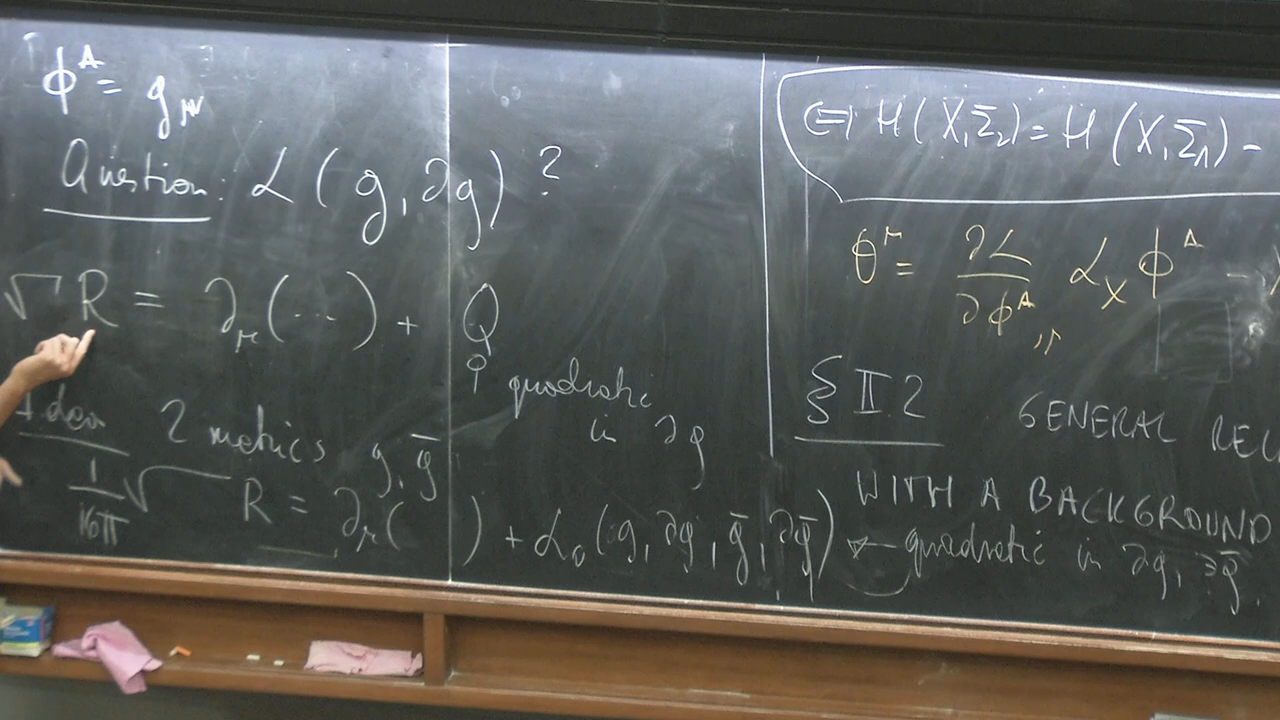 ϕ^A = g_μν
Question: ℒ(g, ∂g) ?
√ R = ∂_μ(...) + Q
quadratic
in ∂g
Idea 2 metrics g, ḡ
1/16π √ R = ∂_μ( ) + ℒ_0(g, ∂g, ḡ, ∂ḡ) ← quadratic in ∂g, ∂ḡ
⟺ H(X, Σ_2) = H(X, Σ_1) -
θ^μ = ∂L/∂ϕ^A_,μ ℒ_X ϕ^A - X
§ II.2 GENERAL REL
WITH A BACKGROUND